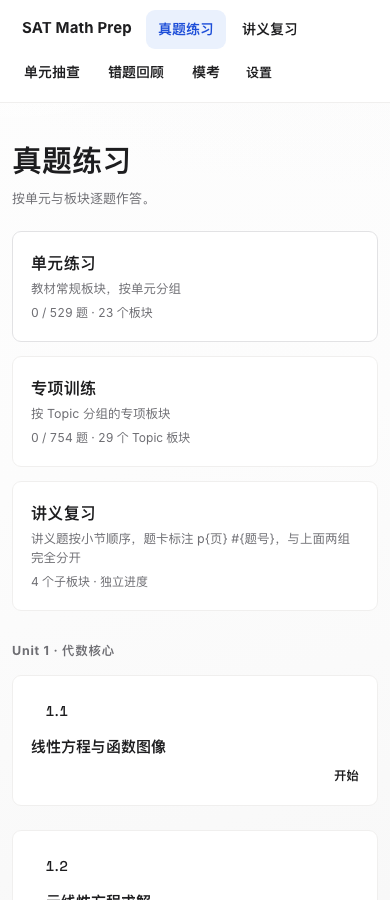 SAT Math Prep 真题练习 讲义复习
单元抽查 错题回顾 模考 设置
真题练习
按单元与板块逐题作答。
单元练习
教材常规板块，按单元分组
0 / 529 题 · 23 个板块
专项训练
按 Topic 分组的专项板块
0 / 754 题 · 29 个 Topic 板块
讲义复习
讲义题按小节顺序，题卡标注 p{页} #{题号}，与上面两组
完全分开
4 个子板块 · 独立进度
Unit 1 · 代数核心
1.1
线性方程与函数图像
开始
1.2